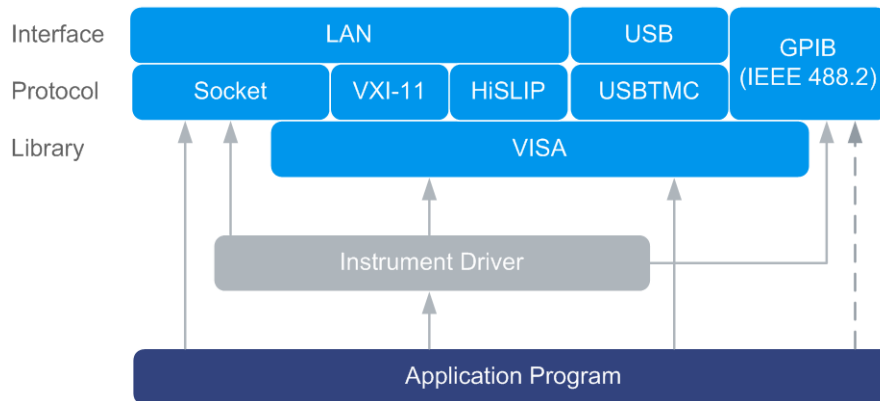 Interface
LAN
USB
GPIB
(IEEE 488.2)
Protocol
Socket
VXI-11
HiSLIP
USBTMC
Library
VISA
Instrument Driver
Application Program